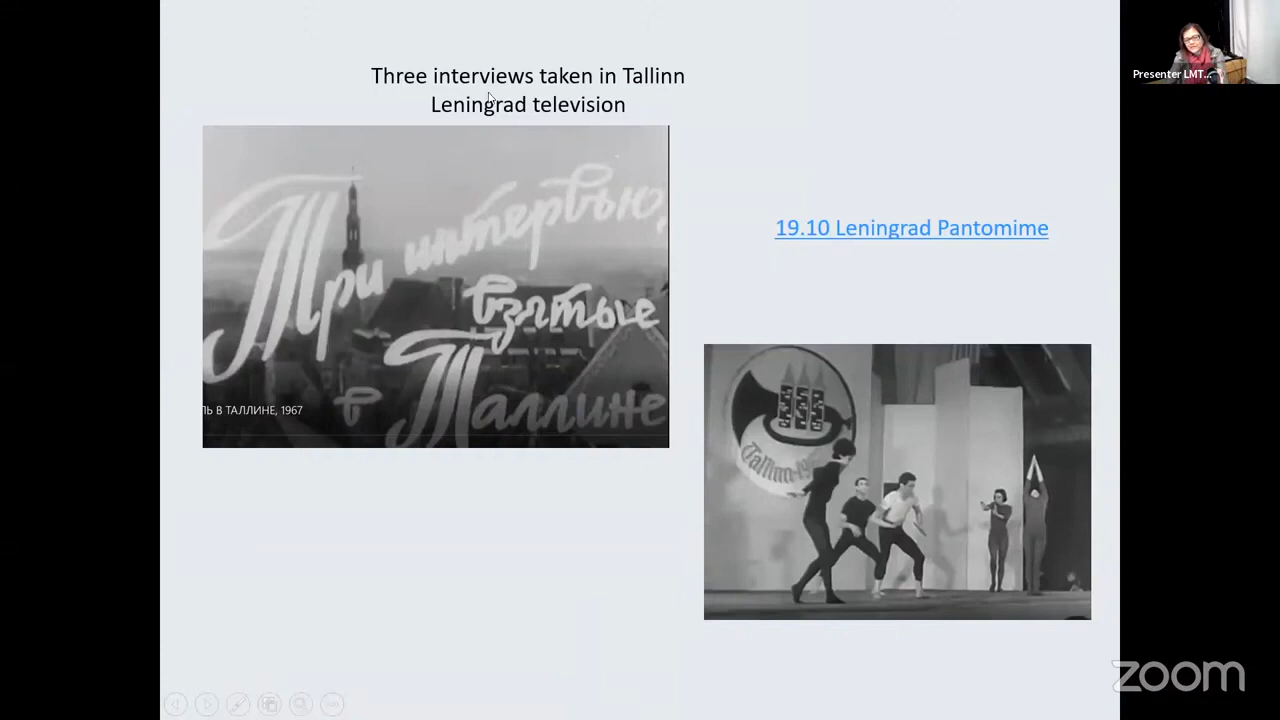 Three interviews taken in Tallinn
Leningrad television
Presenter LMT...
Три интервью,
взятые
в Таллине
ЛЬ В ТАЛЛИНЕ, 1967
19.10 Leningrad Pantomime
zoom